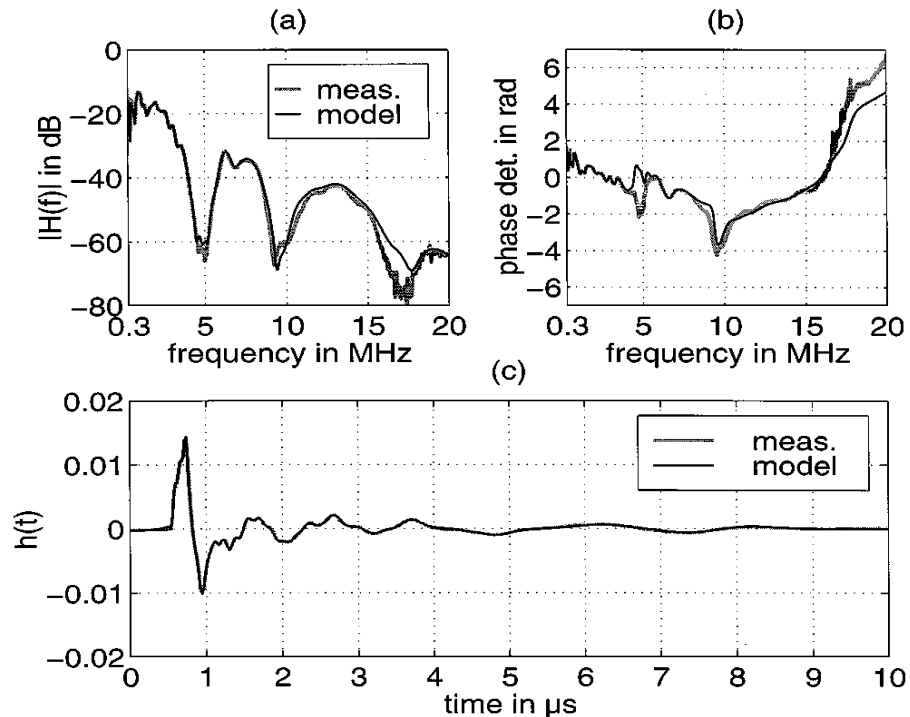 (a)
|H(f)| in dB
0
−20
−40
−60
−80
0.3 5 10 15 20
frequency in MHz
meas.
model
(b)
phase det. in rad
6
4
2
0
−2
−4
−6
0.3 10 20
frequency in MHz
(c)
h(t)
0.02
0.01
0
−0.01
−0.02
0 1 2 3 4 5 6 7 8 9 10
time in µs
meas.
model